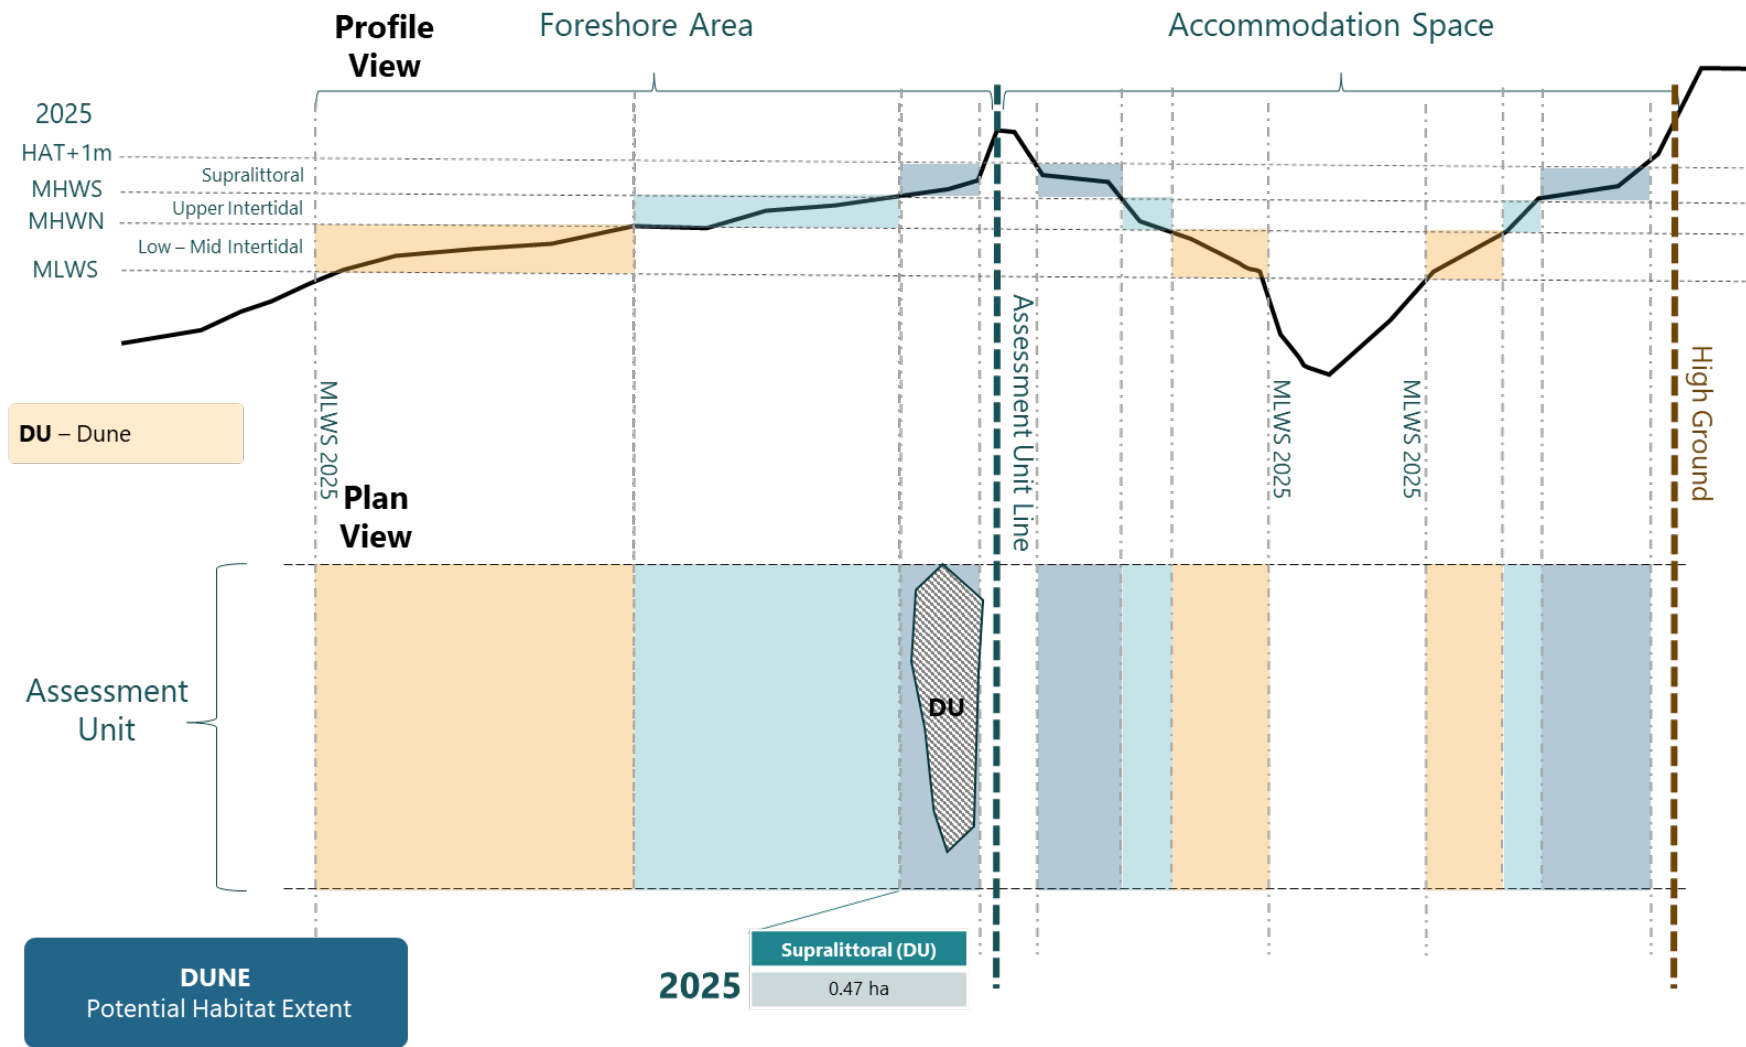 Profile
View
Foreshore Area
Accommodation Space
2025
HAT+1m
Supralittoral
MHWS
Upper Intertidal
MHWN
Low – Mid Intertidal
MLWS
Assessment Unit Line
High Ground
MLWS 2025
MLWS 2025
MLWS 2025
DU – Dune
Plan
View
Assessment
Unit
DU
DUNE
Potential Habitat Extent
2025
Supralittoral (DU)
0.47 ha